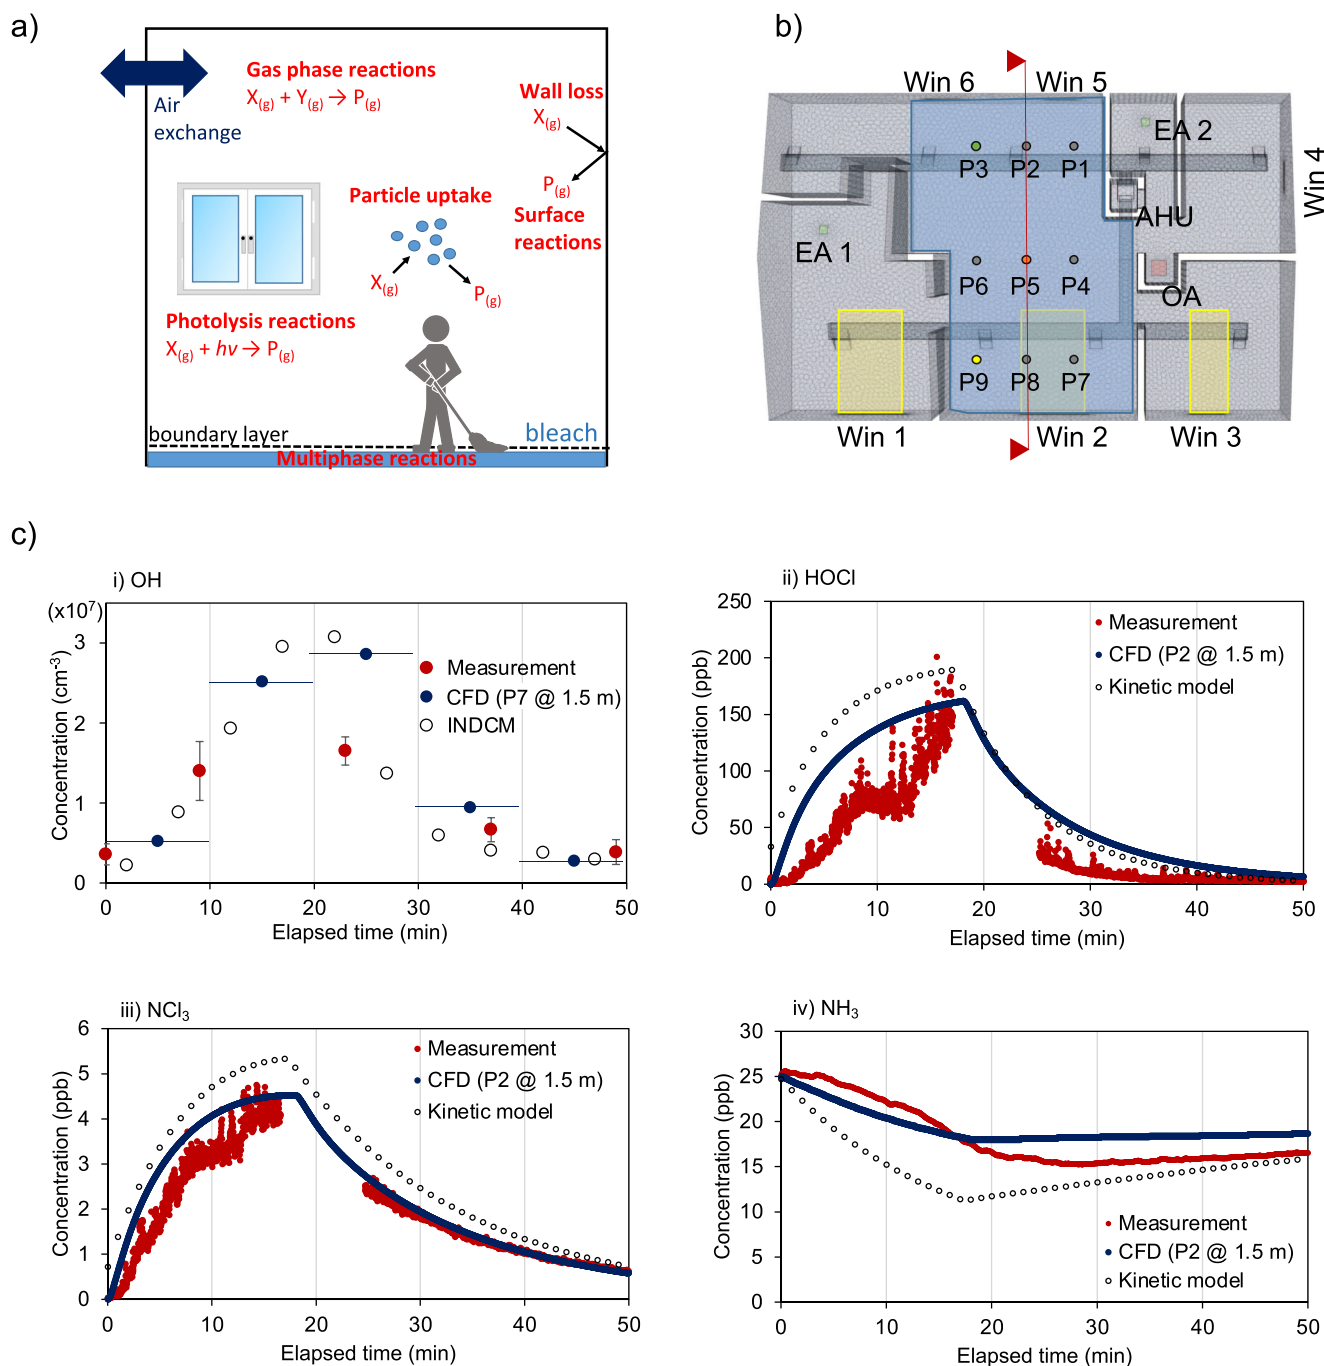 a)
Gas phase reactions
X(g) + Y(g) → P(g)
Air
exchange
Wall loss
X(g)
P(g)
Surface
reactions
Particle uptake
X(g)
P(g)
Photolysis reactions
X(g) + hv → P(g)
boundary layer
bleach
Multiphase reactions
b)
Win 6
Win 5
EA 2
P3
P2
P1
Win 4
AHU
EA 1
P6
P5
P4
OA
P9
P8
P7
Win 1
Win 2
Win 3
c)
i) OH
(x10⁷)
Concentration (cm⁻³)
3
2
1
0
Measurement
CFD (P7 @ 1.5 m)
INDCM
0
10
20
30
40
50
Elapsed time (min)
ii) HOCl
Concentration (ppb)
250
200
150
100
50
0
Measurement
CFD (P2 @ 1.5 m)
Kinetic model
0
10
20
30
40
50
Elapsed time (min)
iii) NCl₃
Concentration (ppb)
6
5
4
3
2
1
0
Measurement
CFD (P2 @ 1.5 m)
Kinetic model
0
10
20
30
40
50
Elapsed time (min)
iv) NH₃
Concentration (ppb)
30
25
20
15
10
5
0
Measurement
CFD (P2 @ 1.5 m)
Kinetic model
0
10
20
30
40
50
Elapsed time (min)